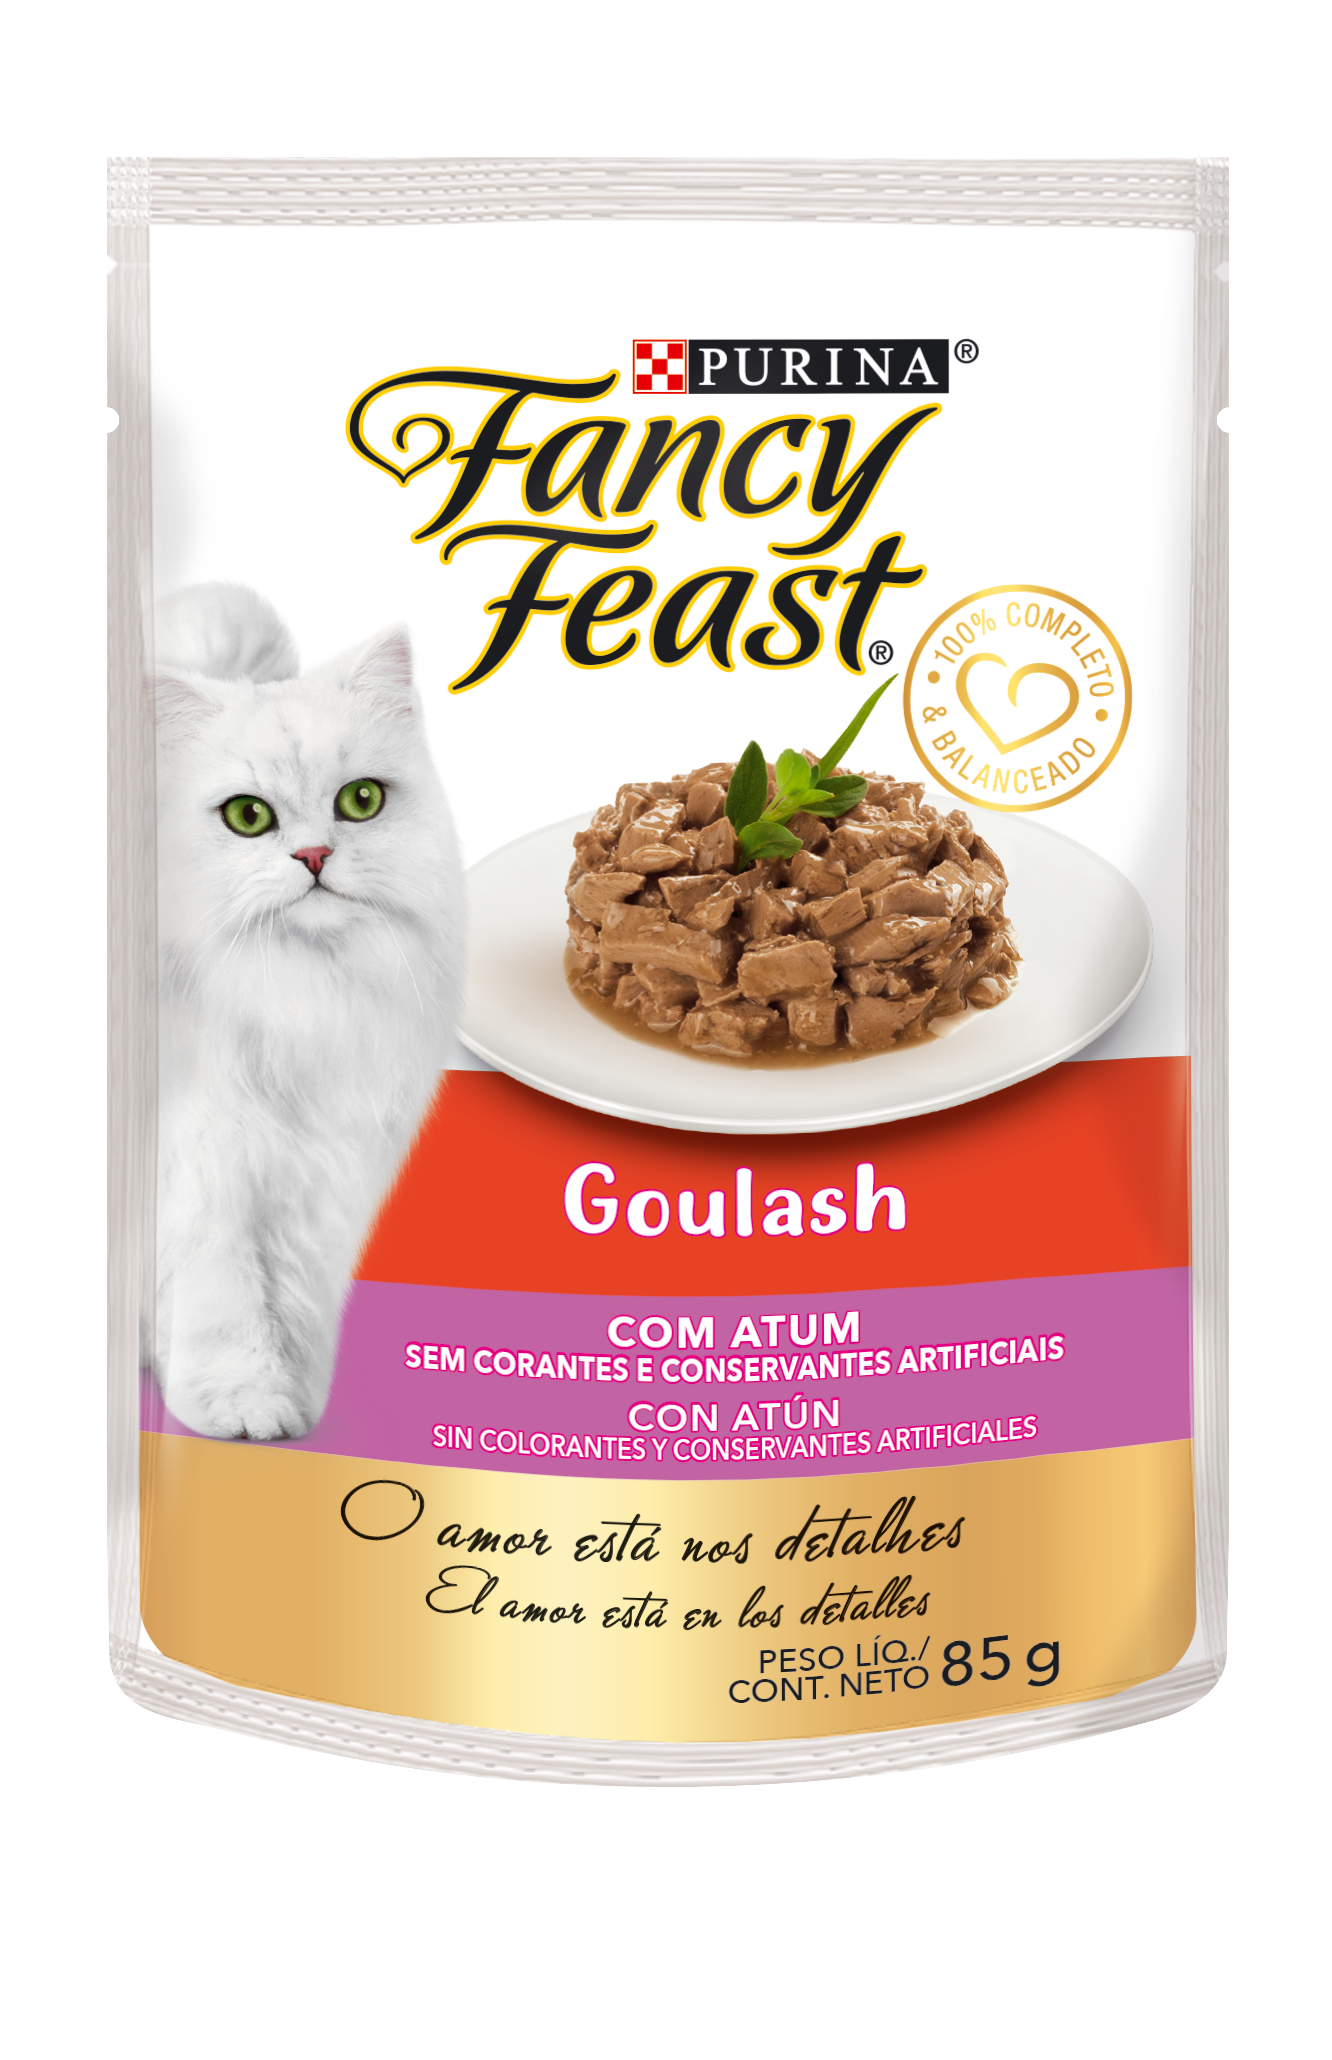 PURINA®
Fancy
Feast®
• 100% COMPLETO •
& BALANCEADO
Goulash
COM ATUM
SEM CORANTES E CONSERVANTES ARTIFICIAIS
CON ATÚN
SIN COLORANTES Y CONSERVANTES ARTIFICIALES
O amor está nos detalhes
El amor está en los detalles
PESO LÍQ./
CONT. NETO 85 g